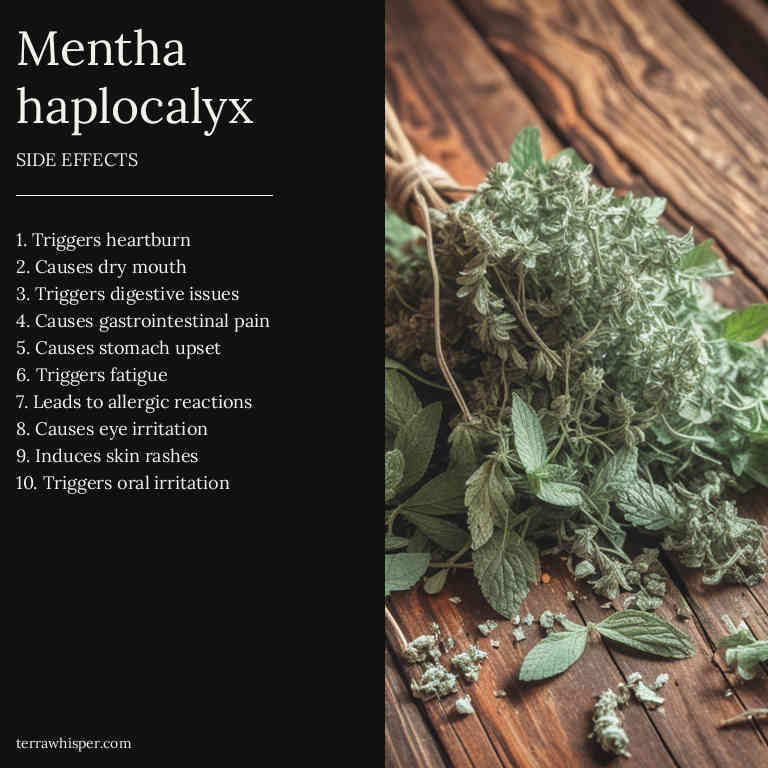 Mentha
haplocalyx
SIDE EFFECTS
1. Triggers heartburn
2. Causes dry mouth
3. Triggers digestive issues
4. Causes gastrointestinal pain
5. Causes stomach upset
6. Triggers fatigue
7. Leads to allergic reactions
8. Causes eye irritation
9. Induces skin rashes
10. Triggers oral irritation
terrawhisper.com